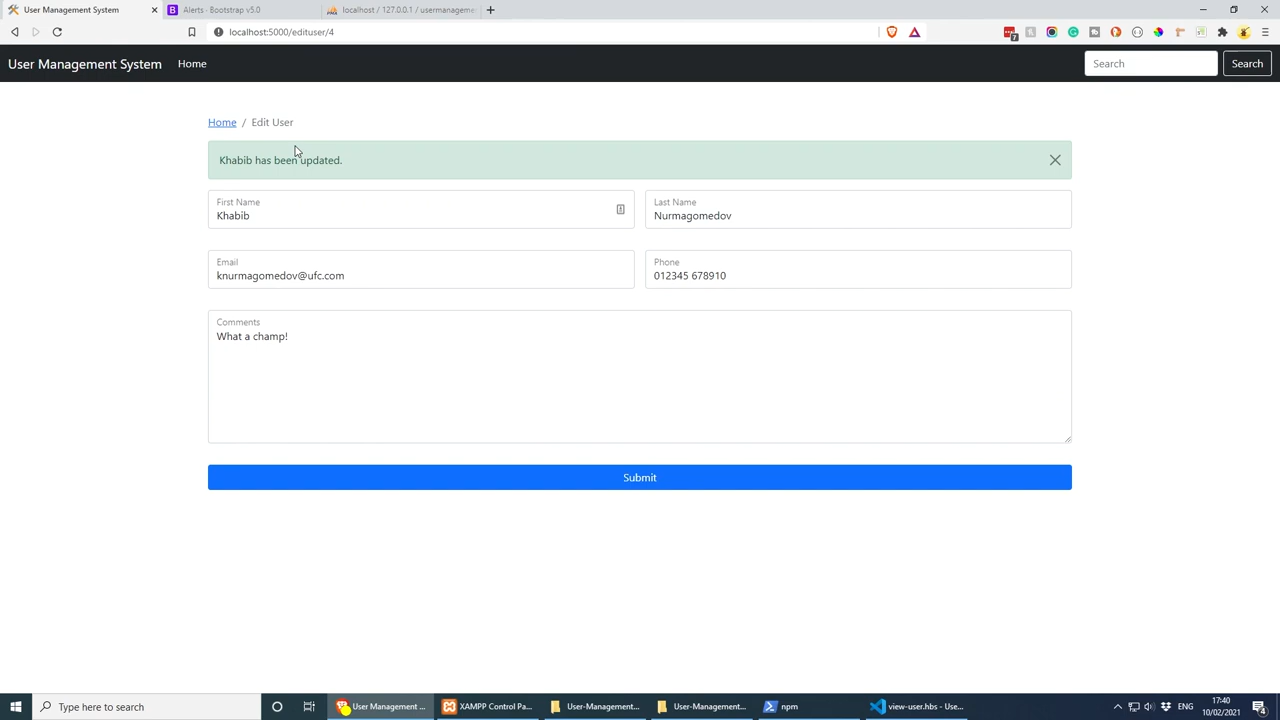 User Management System
Alerts · Bootstrap v5.0
localhost / 127.0.0.1 / usermanageme
localhost:5000/edituser/4
7
User Management System
Home
Search
Search
Home / Edit User
Khabib has been updated.
First Name
Khabib
Last Name
Nurmagomedov
Email
knurmagomedov@ufc.com
Phone
012345 678910
Comments
What a champ!
Submit
Type here to search
User Management ...
XAMPP Control Pa...
User-Management...
User-Management...
npm
view-user.hbs - Use...
ENG
17:40
10/02/2021
4